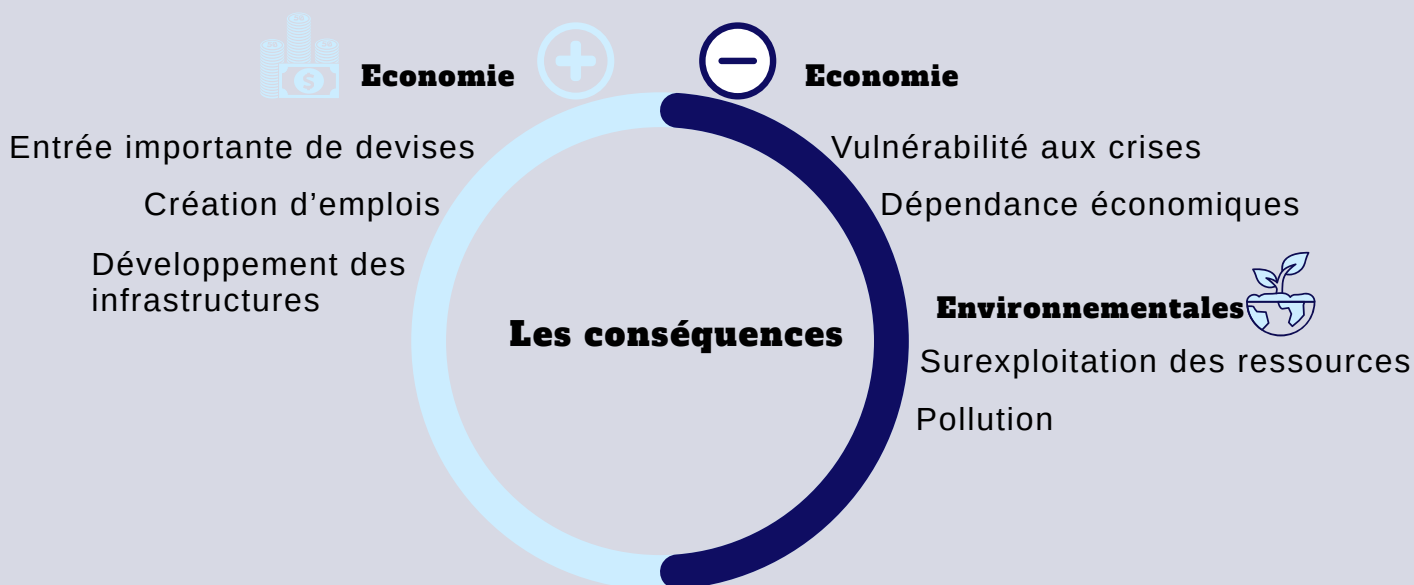 Economie
Entrée importante de devises
Création d’emplois
Développement des
infrastructures
Les conséquences
Economie
Vulnérabilité aux crises
Dépendance économiques
Environnementales
Surexploitation des ressources
Pollution